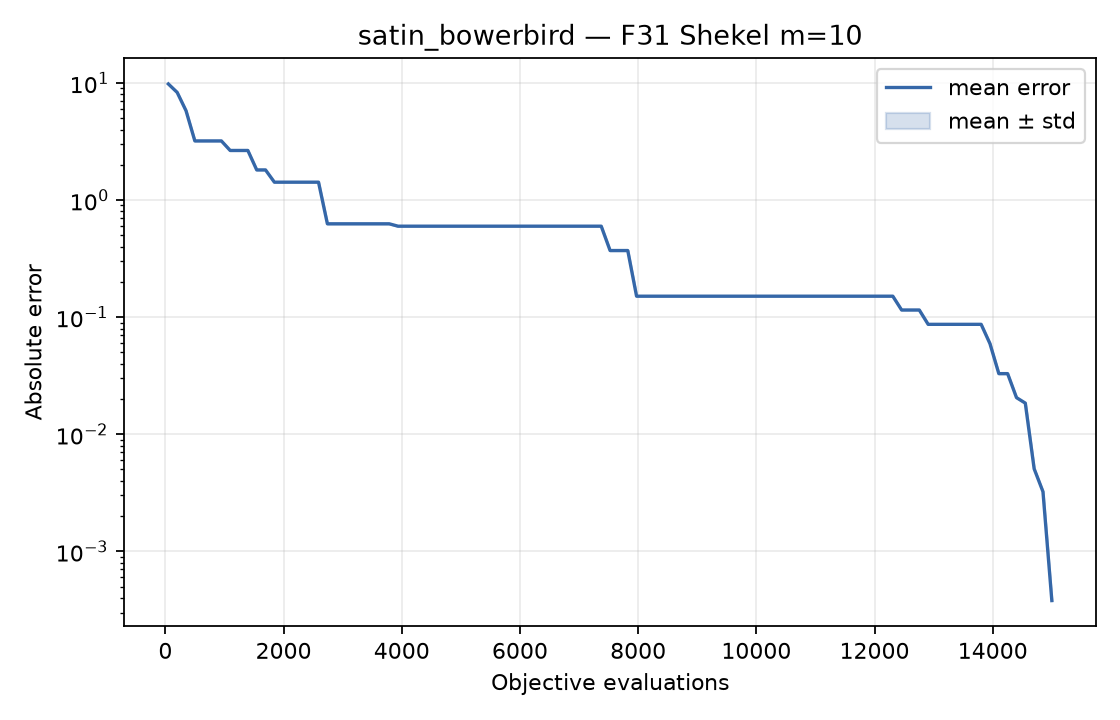 satin_bowerbird — F31 Shekel m=10
mean error
mean ± std
Absolute error
10¹
10⁰
10⁻¹
10⁻²
10⁻³
0 2000 4000 6000 8000 10000 12000 14000
Objective evaluations